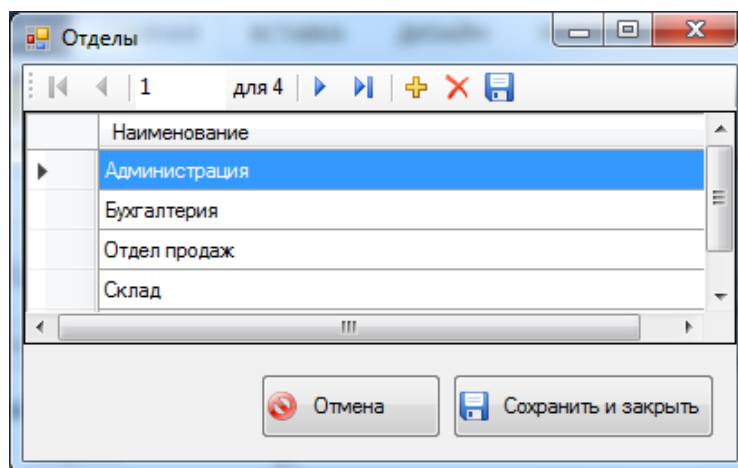 Отделы
1 для 4
Наименование
Администрация
Бухгалтерия
Отдел продаж
Склад
Отмена Сохранить и закрыть